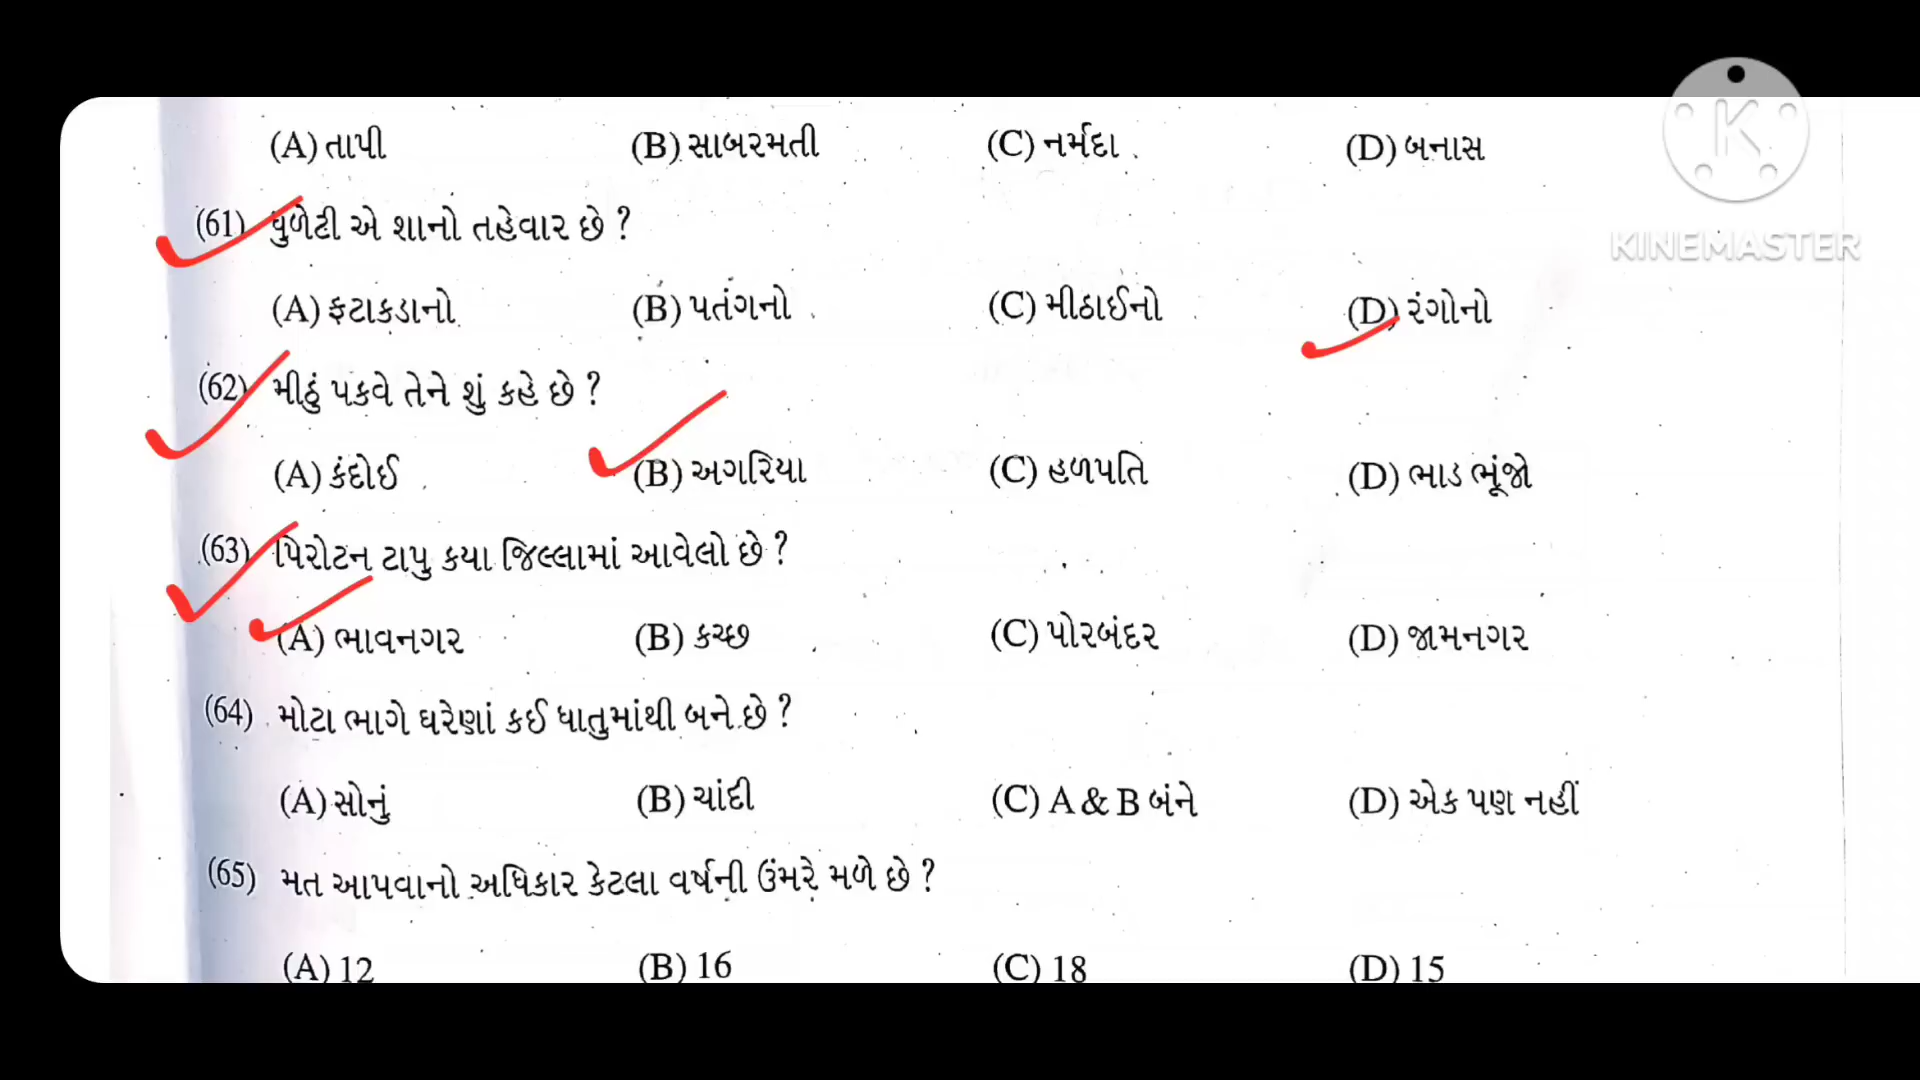 (A) તાપી (B) સાબરમતી (C) નર્મદા (D) બનાસ
(61) ધુળેટી એ શાનો તહેવાર છે ?
(A) ફટાકડાનો (B) પતંગનો (C) મીઠાઈનો (D) રંગોનો
(62) મીઠું પકવે તેને શું કહે છે ?
(A) કંદોઈ (B) અગરિયા (C) હળપતિ (D) ભાડ ભૂંજો
(63) પિરોટન ટાપુ કયા જિલ્લામાં આવેલો છે ?
(A) ભાવનગર (B) કચ્છ (C) પોરબંદર (D) જામનગર
(64) મોટા ભાગે ઘરેણાં કઈ ધાતુમાંથી બને છે ?
(A) સોનું (B) ચાંદી (C) A & B બંને (D) એક પણ નહીં
(65) મત આપવાનો અધિકાર કેટલા વર્ષની ઉંમરે મળે છે ?
(A) 12 (B) 16 (C) 18 (D) 15
K
KINEMASTER